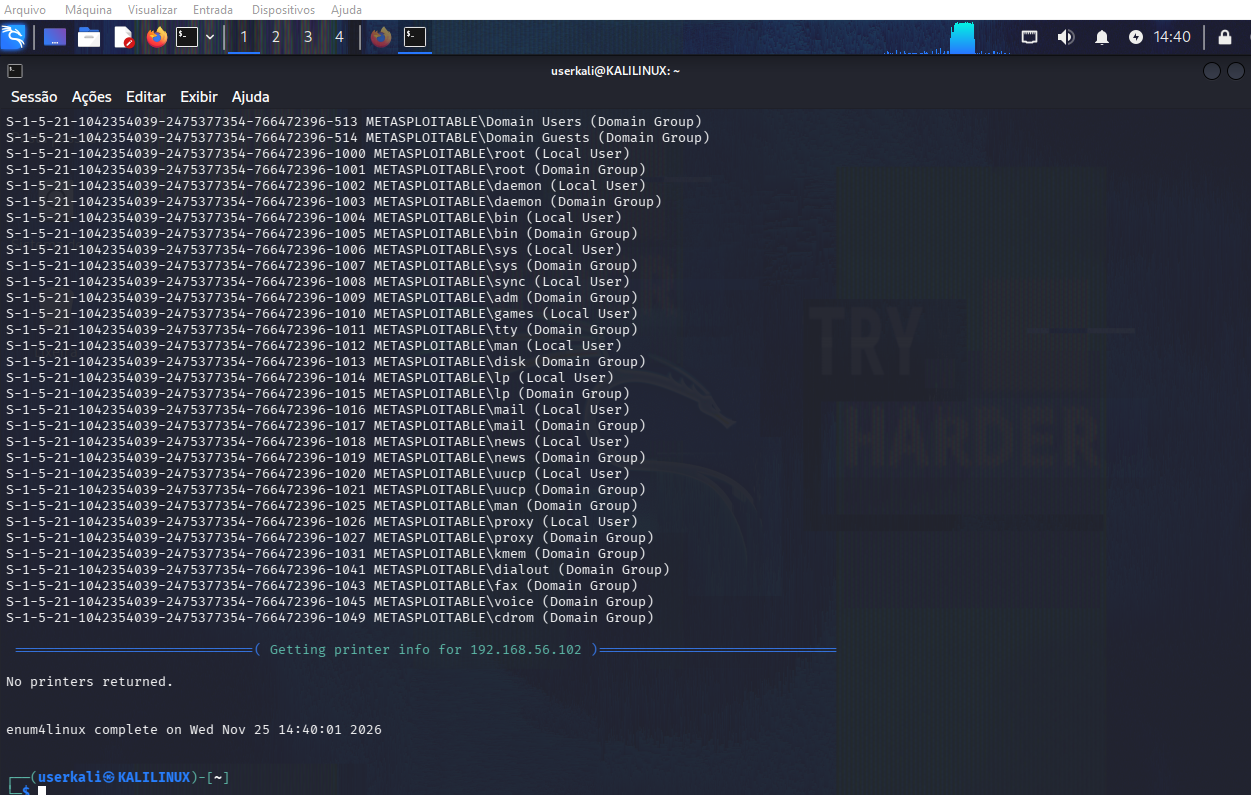 Arquivo Máquina Visualizar Entrada Dispositivos Ajuda
1 2 3 4 14:40
userkali@KALILINUX: ~
Sessão Ações Editar Exibir Ajuda
S-1-5-21-1042354039-2475377354-766472396-513 METASPLOITABLE\Domain Users (Domain Group)
S-1-5-21-1042354039-2475377354-766472396-514 METASPLOITABLE\Domain Guests (Domain Group)
S-1-5-21-1042354039-2475377354-766472396-1000 METASPLOITABLE\root (Local User)
S-1-5-21-1042354039-2475377354-766472396-1001 METASPLOITABLE\root (Domain Group)
S-1-5-21-1042354039-2475377354-766472396-1002 METASPLOITABLE\daemon (Local User)
S-1-5-21-1042354039-2475377354-766472396-1003 METASPLOITABLE\daemon (Domain Group)
S-1-5-21-1042354039-2475377354-766472396-1004 METASPLOITABLE\bin (Local User)
S-1-5-21-1042354039-2475377354-766472396-1005 METASPLOITABLE\bin (Domain Group)
S-1-5-21-1042354039-2475377354-766472396-1006 METASPLOITABLE\sys (Local User)
S-1-5-21-1042354039-2475377354-766472396-1007 METASPLOITABLE\sys (Domain Group)
S-1-5-21-1042354039-2475377354-766472396-1008 METASPLOITABLE\sync (Local User)
S-1-5-21-1042354039-2475377354-766472396-1009 METASPLOITABLE\adm (Domain Group)
S-1-5-21-1042354039-2475377354-766472396-1010 METASPLOITABLE\games (Local User)
S-1-5-21-1042354039-2475377354-766472396-1011 METASPLOITABLE\tty (Domain Group)
S-1-5-21-1042354039-2475377354-766472396-1012 METASPLOITABLE\man (Local User)
S-1-5-21-1042354039-2475377354-766472396-1013 METASPLOITABLE\disk (Domain Group)
S-1-5-21-1042354039-2475377354-766472396-1014 METASPLOITABLE\lp (Local User)
S-1-5-21-1042354039-2475377354-766472396-1015 METASPLOITABLE\lp (Domain Group)
S-1-5-21-1042354039-2475377354-766472396-1016 METASPLOITABLE\mail (Local User)
S-1-5-21-1042354039-2475377354-766472396-1017 METASPLOITABLE\mail (Domain Group)
S-1-5-21-1042354039-2475377354-766472396-1018 METASPLOITABLE\news (Local User)
S-1-5-21-1042354039-2475377354-766472396-1019 METASPLOITABLE\news (Domain Group)
S-1-5-21-1042354039-2475377354-766472396-1020 METASPLOITABLE\uucp (Local User)
S-1-5-21-1042354039-2475377354-766472396-1021 METASPLOITABLE\uucp (Domain Group)
S-1-5-21-1042354039-2475377354-766472396-1025 METASPLOITABLE\man (Domain Group)
S-1-5-21-1042354039-2475377354-766472396-1026 METASPLOITABLE\proxy (Local User)
S-1-5-21-1042354039-2475377354-766472396-1027 METASPLOITABLE\proxy (Domain Group)
S-1-5-21-1042354039-2475377354-766472396-1031 METASPLOITABLE\kmem (Domain Group)
S-1-5-21-1042354039-2475377354-766472396-1041 METASPLOITABLE\dialout (Domain Group)
S-1-5-21-1042354039-2475377354-766472396-1043 METASPLOITABLE\fax (Domain Group)
S-1-5-21-1042354039-2475377354-766472396-1045 METASPLOITABLE\voice (Domain Group)
S-1-5-21-1042354039-2475377354-766472396-1049 METASPLOITABLE\cdrom (Domain Group)
( Getting printer info for 192.168.56.102 )
No printers returned.
enum4linux complete on Wed Nov 25 14:40:01 2026
┌──(userkali㉿KALILINUX)-[~]
└─$
TRY
HARDER